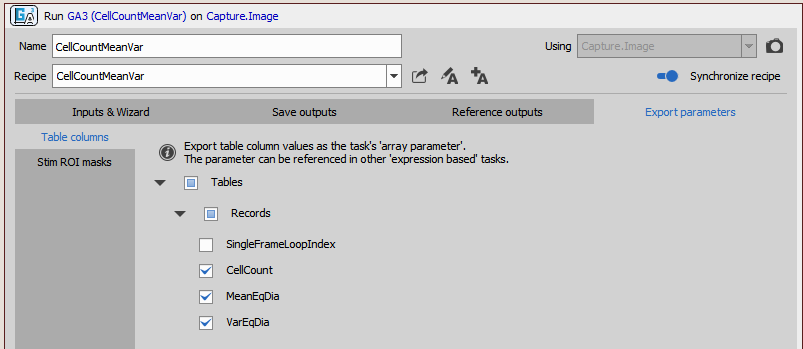 GA3 Run GA3 (CellCountMeanVar) on Capture.Image
Name CellCountMeanVar Using Capture.Image
Recipe CellCountMeanVar A A Synchronize recipe
Inputs & Wizard Save outputs Reference outputs Export parameters
Table columns
Stim ROI masks
i Export table column values as the task's 'array parameter'.
The parameter can be referenced in other 'expression based' tasks.
Tables
Records
SingleFrameLoopIndex
CellCount
MeanEqDia
VarEqDia